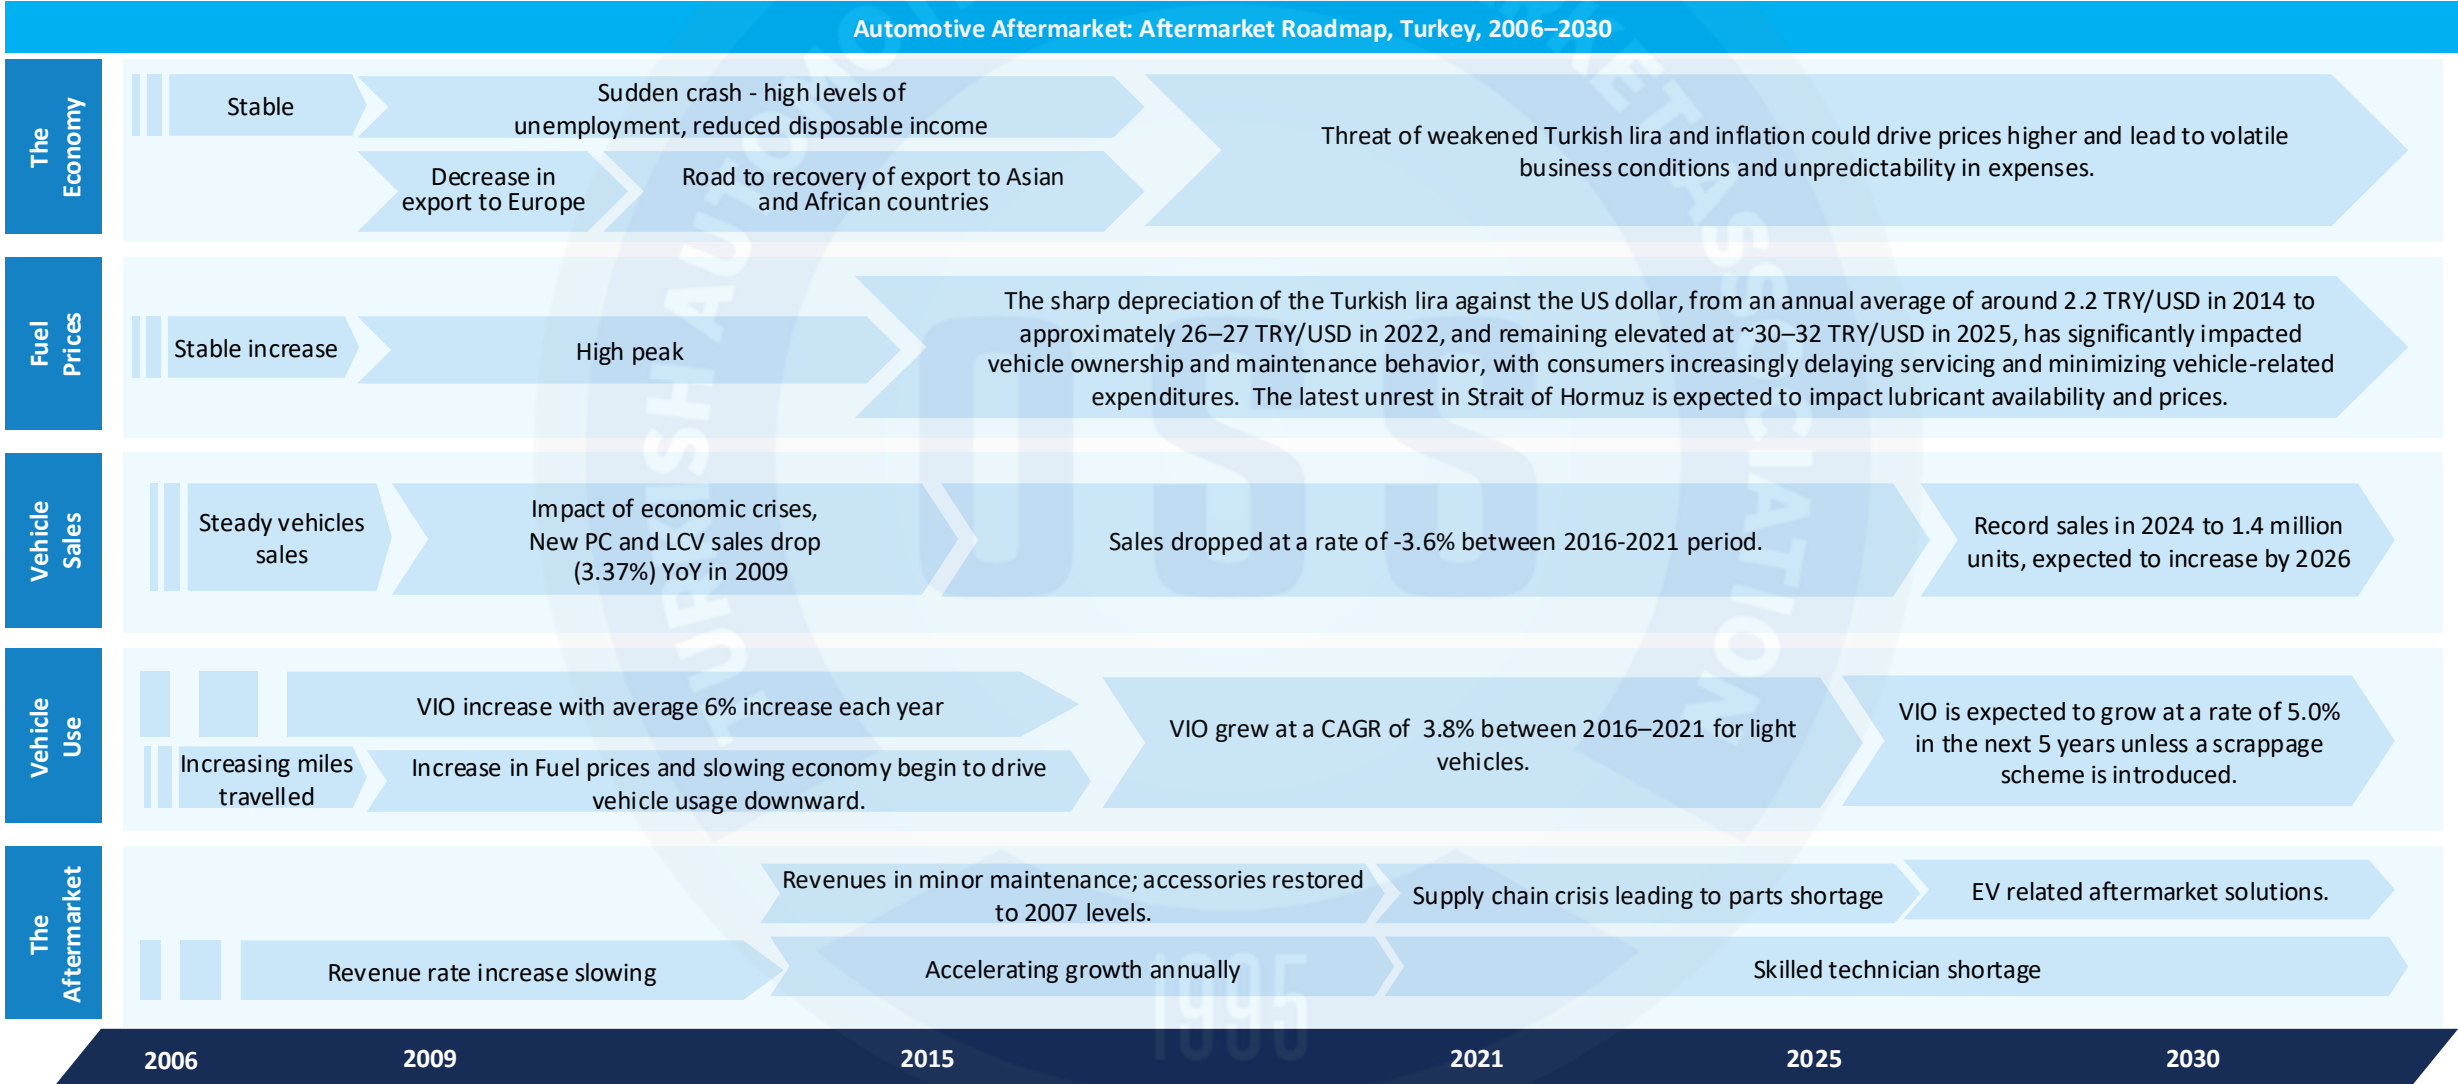 Automotive Aftermarket: Aftermarket Roadmap, Turkey, 2006–2030
The
Economy
Stable
Sudden crash - high levels of
unemployment, reduced disposable income
Decrease in
export to Europe
Road to recovery of export to Asian
and African countries
Threat of weakened Turkish lira and inflation could drive prices higher and lead to volatile
business conditions and unpredictability in expenses.
Fuel
Prices
Stable increase
High peak
The sharp depreciation of the Turkish lira against the US dollar, from an annual average of around 2.2 TRY/USD in 2014 to
approximately 26–27 TRY/USD in 2022, and remaining elevated at ~30–32 TRY/USD in 2025, has significantly impacted
vehicle ownership and maintenance behavior, with consumers increasingly delaying servicing and minimizing vehicle-related
expenditures. The latest unrest in Strait of Hormuz is expected to impact lubricant availability and prices.
Vehicle
Sales
Steady vehicles
sales
Impact of economic crises,
New PC and LCV sales drop
(3.37%) YoY in 2009
Sales dropped at a rate of -3.6% between 2016-2021 period.
Record sales in 2024 to 1.4 million
units, expected to increase by 2026
Vehicle
Use
VIO increase with average 6% increase each year
Increasing miles
travelled
Increase in Fuel prices and slowing economy begin to drive
vehicle usage downward.
VIO grew at a CAGR of 3.8% between 2016–2021 for light
vehicles.
VIO is expected to grow at a rate of 5.0%
in the next 5 years unless a scrappage
scheme is introduced.
The
Aftermarket
Revenues in minor maintenance; accessories restored
to 2007 levels.
Supply chain crisis leading to parts shortage
EV related aftermarket solutions.
Revenue rate increase slowing
Accelerating growth annually
Skilled technician shortage
2006
2009
2015
2021
2025
2030
TURKISH AUTOMOTIVE AFTERMARKET ASSOCIATION
OSS
1995